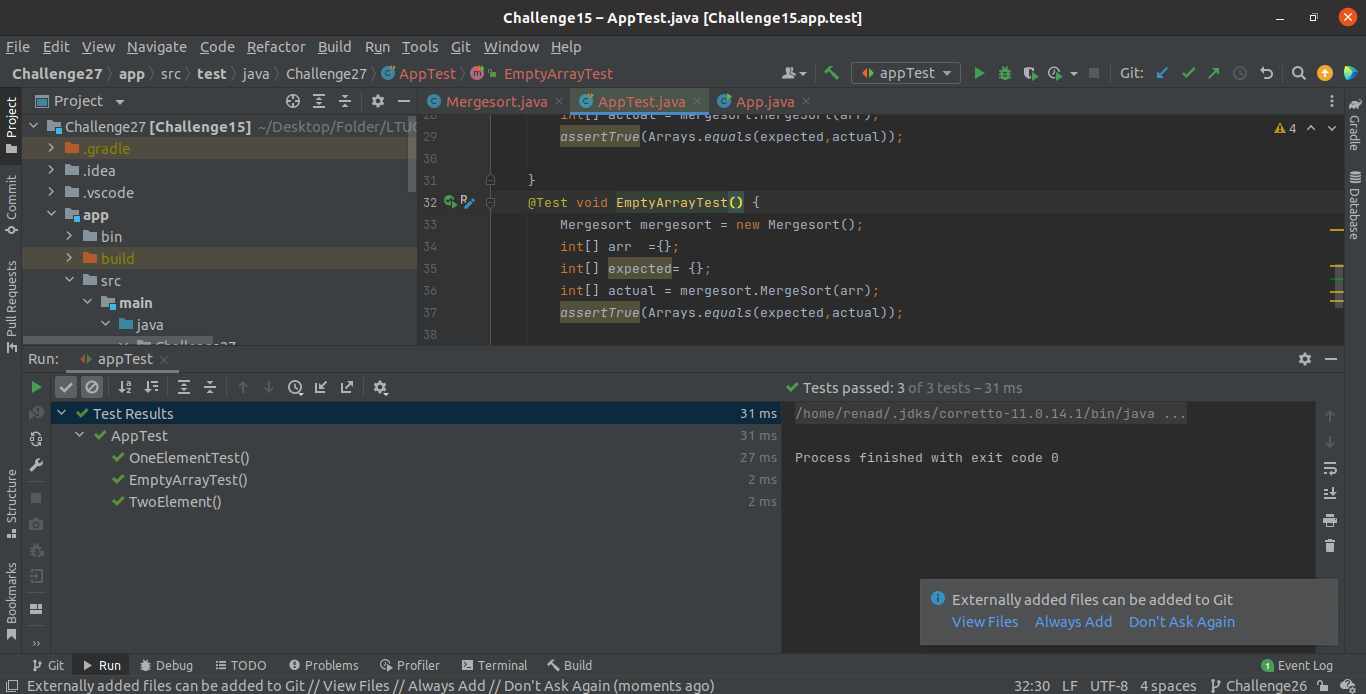 Challenge15 – AppTest.java [Challenge15.app.test]
File Edit View Navigate Code Refactor Build Run Tools Git Window Help
Challenge27 app src test java Challenge27 AppTest m EmptyArrayTest appTest Git:
Project Mergesort.java AppTest.java App.java
Challenge27 [Challenge15] ~/Desktop/Folder/LTUC
.gradle
.idea
.vscode
app
bin
build
src
main
java
Challenge27
28 int[] actual = mergesort.MergeSort(arr);
29 assertTrue(Arrays.equals(expected,actual));
30
31 }
32 @Test void EmptyArrayTest() {
33 Mergesort mergesort = new Mergesort();
34 int[] arr ={};
35 int[] expected= {};
36 int[] actual = mergesort.MergeSort(arr);
37 assertTrue(Arrays.equals(expected,actual));
38
4
Project
Commit
Pull Requests
Structure
Bookmarks
Gradle
Database
Run: appTest
Tests passed: 3 of 3 tests – 31 ms
Test Results 31 ms
AppTest 31 ms
OneElementTest() 27 ms
EmptyArrayTest() 2 ms
TwoElement() 2 ms
/home/renad/.jdks/corretto-11.0.14.1/bin/java ...
Process finished with exit code 0
Externally added files can be added to Git
View Files Always Add Don't Ask Again
Git Run Debug TODO Problems Profiler Terminal Build 1 Event Log
Externally added files can be added to Git // View Files // Always Add // Don't Ask Again (moments ago) 32:30 LF UTF-8 4 spaces Challenge26